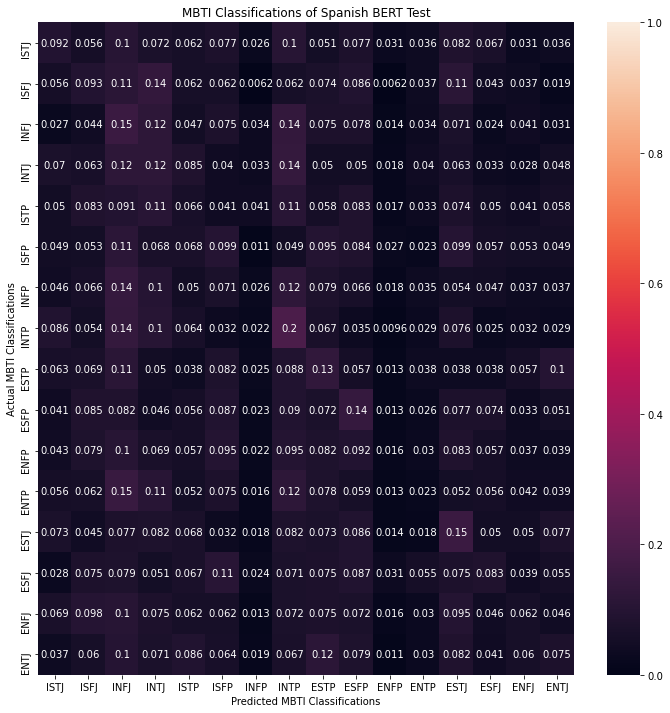 MBTI Classifications of Spanish BERT Test
ISTJ 0.092 0.056 0.1 0.072 0.062 0.077 0.026 0.1 0.051 0.077 0.031 0.036 0.082 0.067 0.031 0.036
ISFJ 0.056 0.093 0.11 0.14 0.062 0.062 0.0062 0.062 0.074 0.086 0.0062 0.037 0.11 0.043 0.037 0.019
INFJ 0.027 0.044 0.15 0.12 0.047 0.075 0.034 0.14 0.075 0.078 0.014 0.034 0.071 0.024 0.041 0.031
INTJ 0.07 0.063 0.12 0.12 0.085 0.04 0.033 0.14 0.05 0.05 0.018 0.04 0.063 0.033 0.028 0.048
ISTP 0.05 0.083 0.091 0.11 0.066 0.041 0.041 0.11 0.058 0.083 0.017 0.033 0.074 0.05 0.041 0.058
ISFP 0.049 0.053 0.11 0.068 0.068 0.099 0.011 0.049 0.095 0.084 0.027 0.023 0.099 0.057 0.053 0.049
INFP 0.046 0.066 0.14 0.1 0.05 0.071 0.026 0.12 0.079 0.066 0.018 0.035 0.054 0.047 0.037 0.037
INTP 0.086 0.054 0.14 0.1 0.064 0.032 0.022 0.2 0.067 0.035 0.0096 0.029 0.076 0.025 0.032 0.029
ESTP 0.063 0.069 0.11 0.05 0.038 0.082 0.025 0.088 0.13 0.057 0.013 0.038 0.038 0.038 0.057 0.1
ESFP 0.041 0.085 0.082 0.046 0.056 0.087 0.023 0.09 0.072 0.14 0.013 0.026 0.077 0.074 0.033 0.051
ENFP 0.043 0.079 0.1 0.069 0.057 0.095 0.022 0.095 0.082 0.092 0.016 0.03 0.083 0.057 0.037 0.039
ENTP 0.056 0.062 0.15 0.11 0.052 0.075 0.016 0.12 0.078 0.059 0.013 0.023 0.052 0.056 0.042 0.039
ESTJ 0.073 0.045 0.077 0.082 0.068 0.032 0.018 0.082 0.073 0.086 0.014 0.018 0.15 0.05 0.05 0.077
ESFJ 0.028 0.075 0.079 0.051 0.067 0.11 0.024 0.071 0.075 0.087 0.031 0.055 0.075 0.083 0.039 0.055
ENFJ 0.069 0.098 0.1 0.075 0.062 0.062 0.013 0.072 0.075 0.072 0.016 0.03 0.095 0.046 0.062 0.046
ENTJ 0.037 0.06 0.1 0.071 0.086 0.064 0.019 0.067 0.12 0.079 0.011 0.03 0.082 0.041 0.06 0.075
ISTJ ISFJ INFJ INTJ ISTP ISFP INFP INTP ESTP ESFP ENFP ENTP ESTJ ESFJ ENFJ ENTJ
Predicted MBTI Classifications
Actual MBTI Classifications
1.0
0.8
0.6
0.4
0.2
0.0